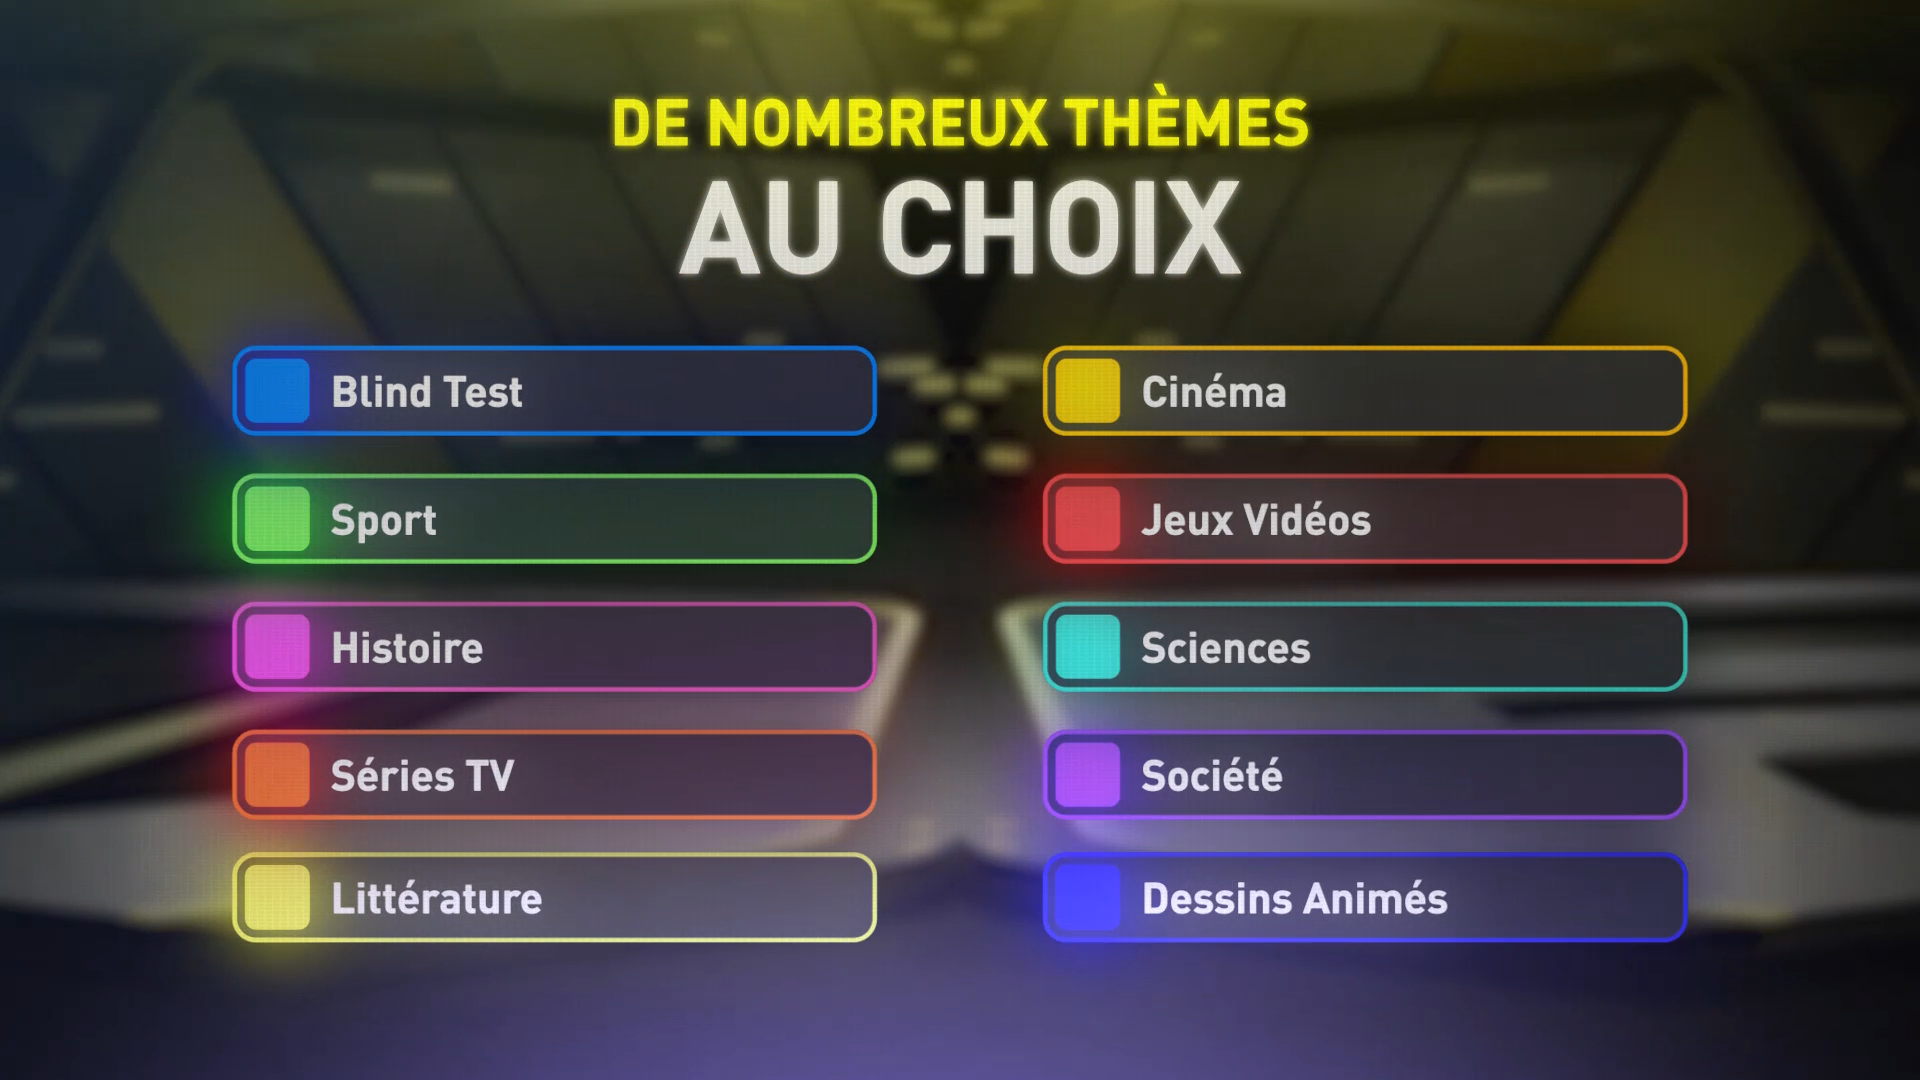 DE NOMBREUX THÈMES
AU CHOIX
Blind Test
Cinéma
Sport
Jeux Vidéos
Histoire
Sciences
Séries TV
Société
Littérature
Dessins Animés